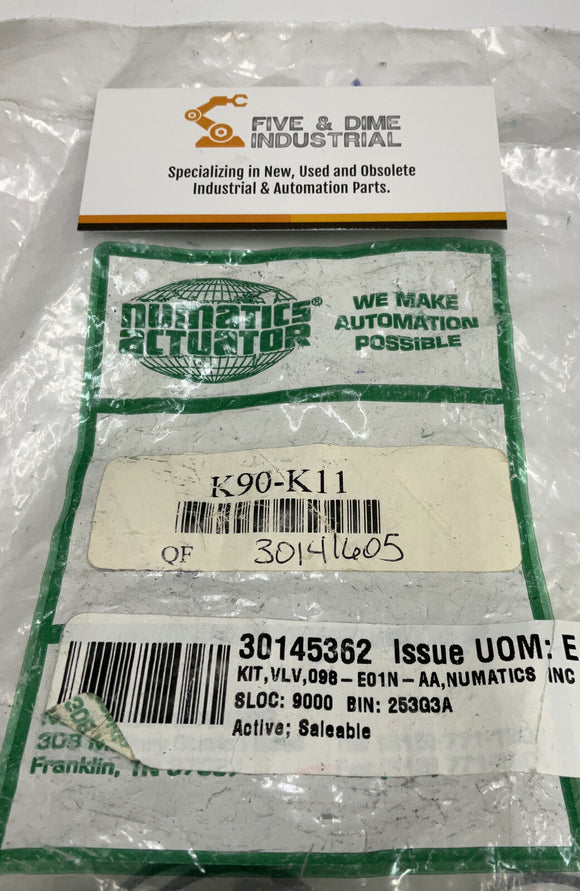 FIVE & DIME
INDUSTRIAL
Specializing in New, Used and Obsolete
Industrial & Automation Parts.
numatics®
actuator
WE MAKE
AUTOMATION
POSSIBLE
K90-K11
QF 30141605
30145362 Issue UOM: E
KIT,VLV,098-E01N-AA,NUMATICS INC
SLOC: 9000 BIN: 253Q3A
Active; Saleable
Franklin, TN